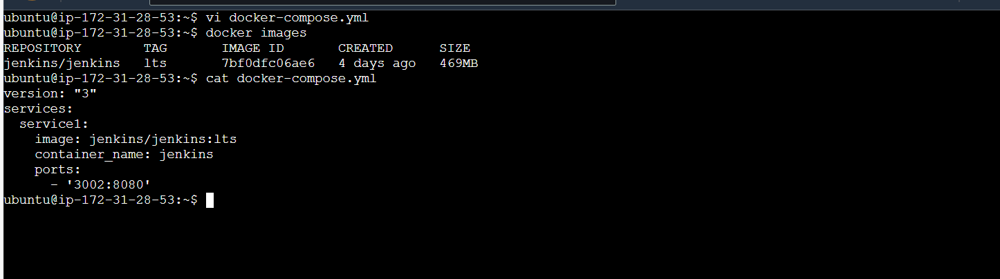 ubuntu@ip-172-31-28-53:~$ vi docker-compose.yml
ubuntu@ip-172-31-28-53:~$ docker images
REPOSITORY        TAG       IMAGE ID       CREATED      SIZE
jenkins/jenkins   lts       7bf0dfc06ae6   4 days ago   469MB
ubuntu@ip-172-31-28-53:~$ cat docker-compose.yml
version: "3"
services:
  service1:
    image: jenkins/jenkins:lts
    container_name: jenkins
    ports:
      - '3002:8080'
ubuntu@ip-172-31-28-53:~$